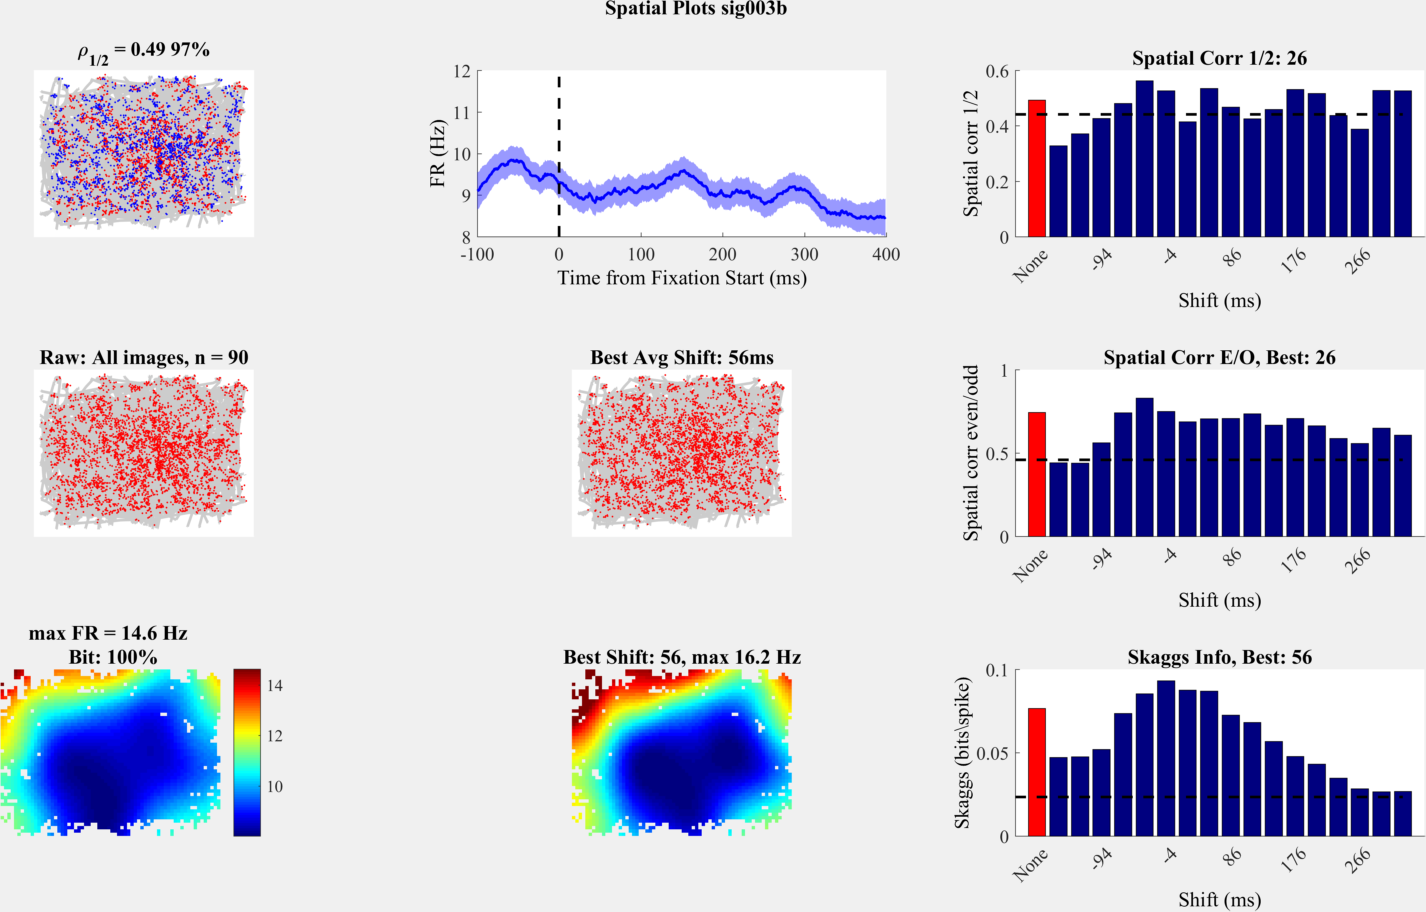 Spatial Plots sig003b
ρ1/2 = 0.49 97%
12
11
10
9
8
FR (Hz)
-100
0
100
200
300
400
Time from Fixation Start (ms)
Spatial Corr 1/2: 26
0.6
0.4
0.2
0
Spatial corr 1/2
None
-94
-4
86
176
266
Shift (ms)
Raw: All images, n = 90
Best Avg Shift: 56ms
Spatial Corr E/O, Best: 26
1
0.5
0
Spatial corr even/odd
None
-94
-4
86
176
266
Shift (ms)
max FR = 14.6 Hz
Bit: 100%
14
12
10
Best Shift: 56, max 16.2 Hz
Skaggs Info, Best: 56
0.1
0.05
0
Skaggs (bits\spike)
None
-94
-4
86
176
266
Shift (ms)